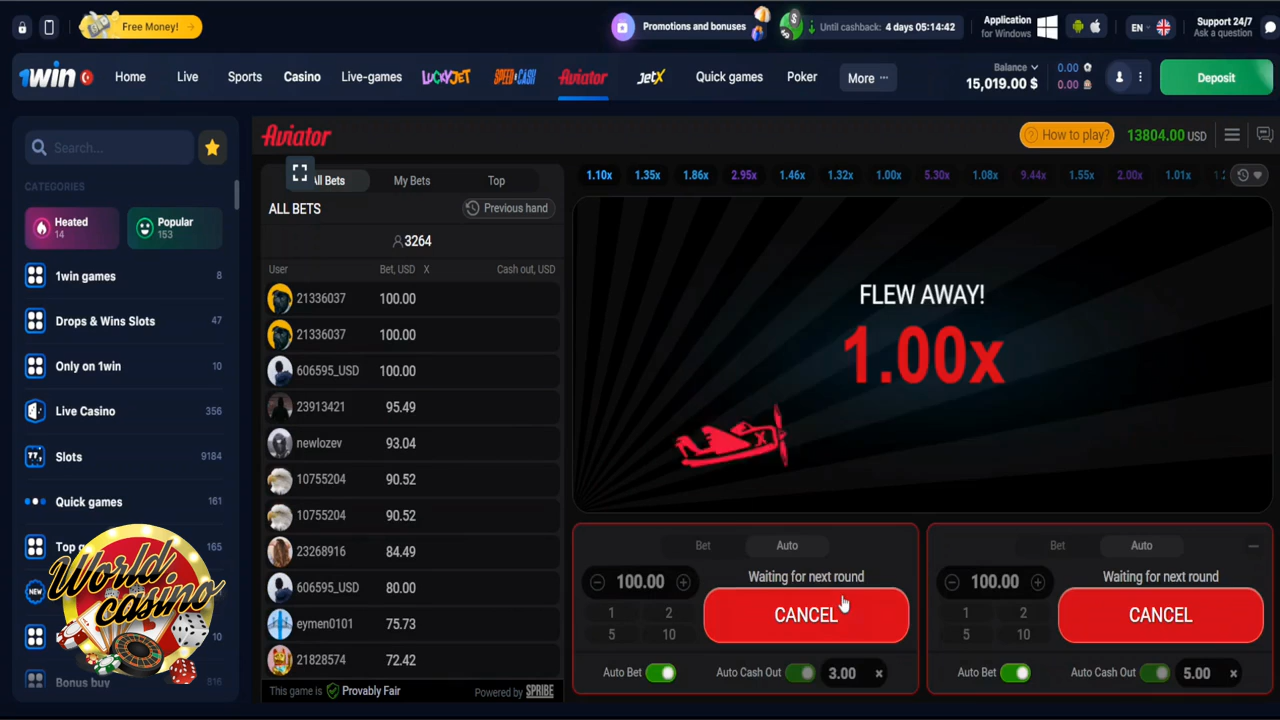 Free Money! →
Promotions and bonuses
Until cashback: 4 days 05:14:42
Application
for Windows
EN
Support 24/7
Ask a question
1win
Home
Live
Sports
Casino
Live-games
LUCKYJET
SPEED&CASH
Aviator
JetX
Quick games
Poker
More ···
Balance
15,019.00 $
0.00
0.00
Deposit
Search...
CATEGORIES
Heated
14
Popular
153
1win games 8
Drops & Wins Slots 47
Only on 1win 10
Live Casino 356
Slots 9184
Quick games 161
Top 165
NEW
10
Bonus buy 816
World
casino
Aviator
? How to play?
13804.00 USD
All Bets
My Bets
Top
ALL BETS
Previous hand
3264
User Bet, USD X Cash out, USD
21336037 100.00
21336037 100.00
606595_USD 100.00
23913421 95.49
newlozev 93.04
10755204 90.52
10755204 90.52
23268916 84.49
606595_USD 80.00
eymen0101 75.73
21828574 72.42
This game is Provably Fair
Powered by SPRIBE
1.10x 1.35x 1.86x 2.95x 1.46x 1.32x 1.00x 5.30x 1.08x 9.44x 1.55x 2.00x 1.01x
FLEW AWAY!
1.00x
X
Bet Auto
100.00
1 2
5 10
Waiting for next round
CANCEL
Auto Bet
Auto Cash Out 3.00 x
Bet Auto
100.00
1 2
5 10
Waiting for next round
CANCEL
Auto Bet
Auto Cash Out 5.00 x